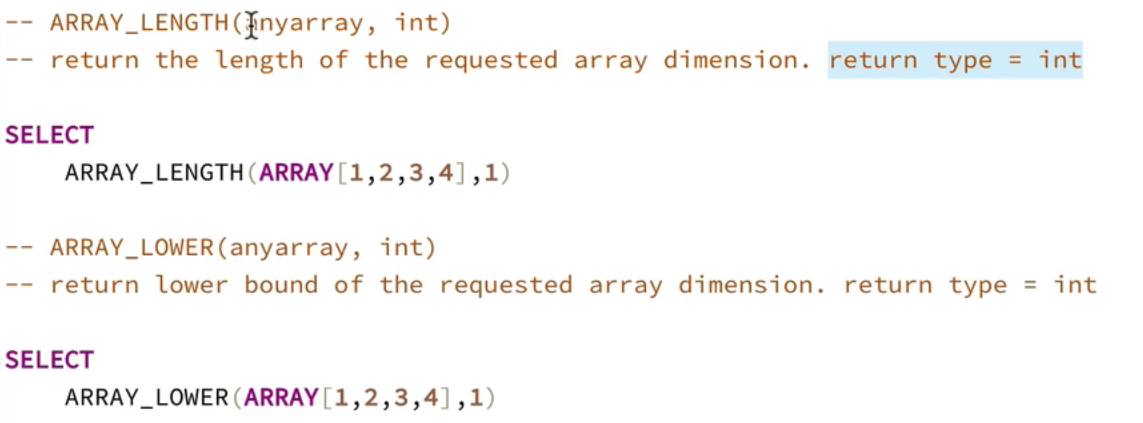 -- ARRAY_LENGTH(anyarray, int)
-- return the length of the requested array dimension. return type = int
SELECT
ARRAY_LENGTH(ARRAY[1,2,3,4],1)
-- ARRAY_LOWER(anyarray, int)
-- return lower bound of the requested array dimension. return type = int
SELECT
ARRAY_LOWER(ARRAY[1,2,3,4],1)